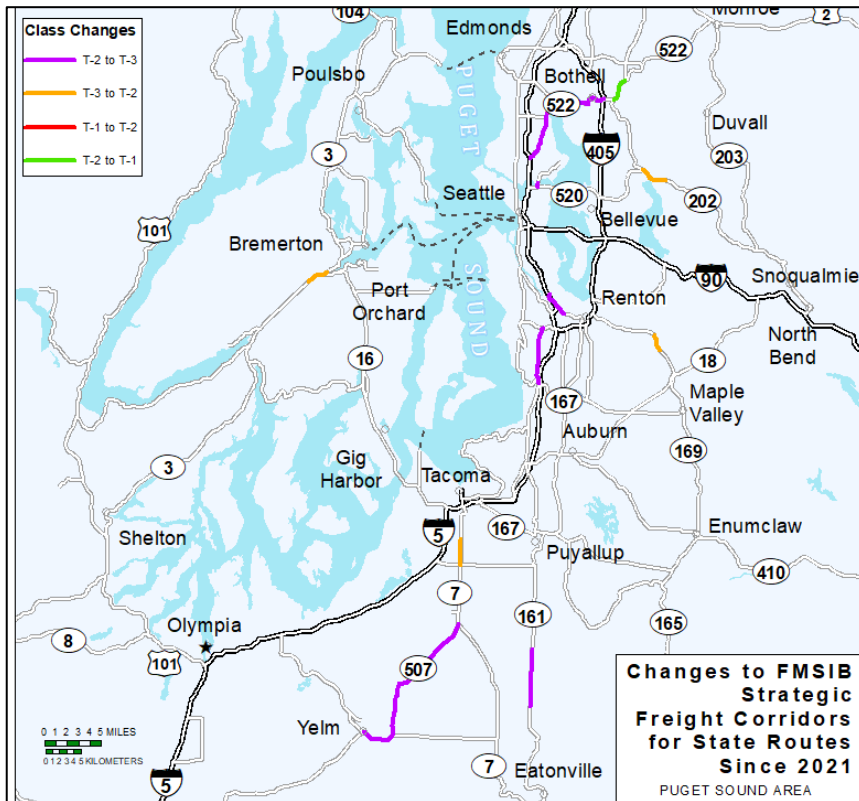 Class Changes
T-2 to T-3
T-3 to T-2
T-1 to T-2
T-2 to T-1
104
Edmonds
Monroe
2
522
Poulsbo
PUGET
Bothell
522
Duvall
3
405
203
Seattle
520
202
101
Bellevue
Bremerton
SOUND
Snoqualmie
90
Port
Orchard
Renton
North
Bend
16
18
167
Maple
Valley
Auburn
Gig
Harbor
3
Tacoma
169
5
167
Enumclaw
Shelton
Puyallup
410
7
161
165
8
Olympia
101
507
Changes to FMSIB
Strategic
Freight Corridors
for State Routes
Since 2021
PUGET SOUND AREA
Yelm
0 1 2 3 4 5 MILES
0 1 2 3 4 5 KILOMETERS
5
7
Eatonville